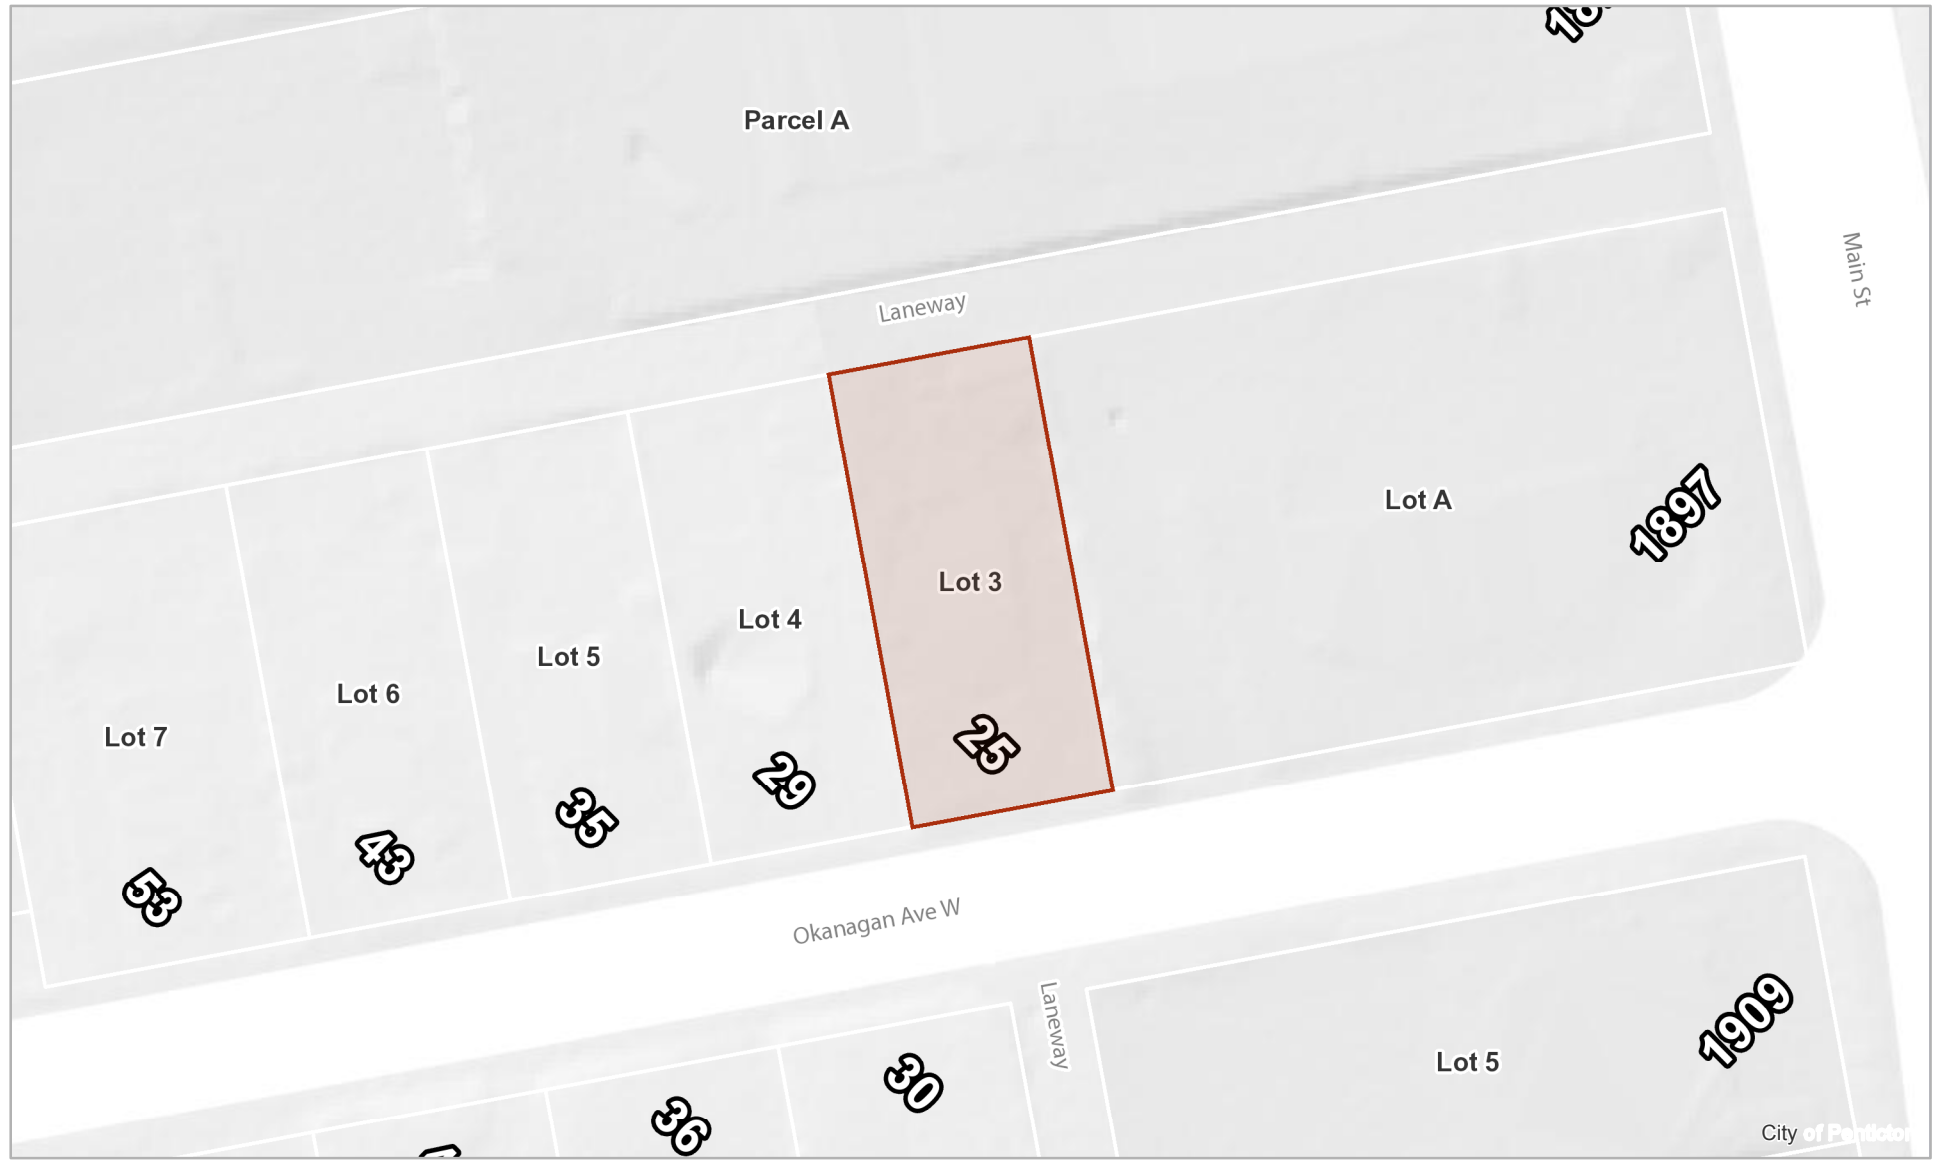 Parcel A
Laneway
Main St
Lot A
1897
Lot 3
25
Lot 4
29
Lot 5
35
Lot 6
43
Lot 7
53
Okanagan Ave W
Laneway
30
36
Lot 5
1909
City of Penticton